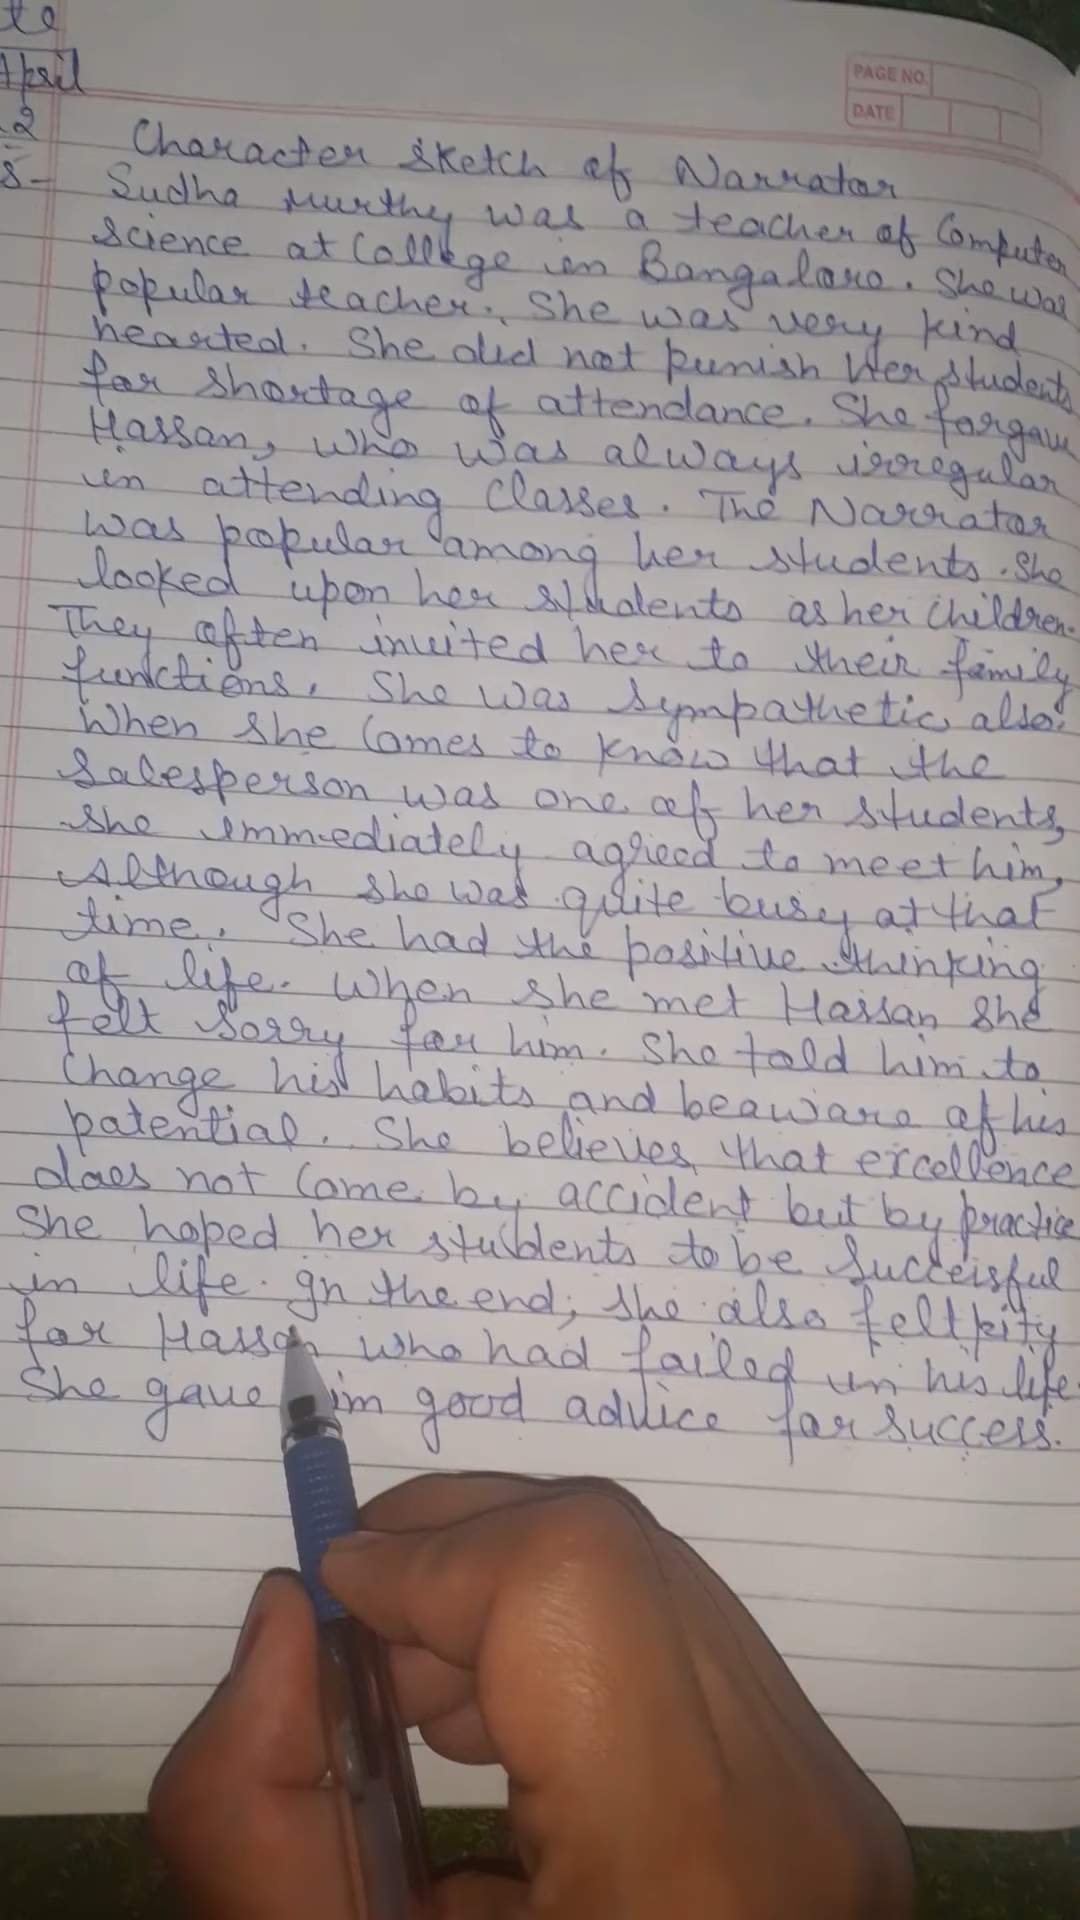 te
April
PAGE NO.
DATE
2
8-
Character sketch of Narrator
Sudha Murthy was a teacher of Computer
science at College in Bangalore. She was
popular teacher. She was very kind
hearted. She did not punish Her students
for shortage of attendance. She forgave
Hassan, who was always irregular
in attending classes. The Narrator
was popular among her students. She
looked upon her students as her children.
They often invited her to their family
functions. She was sympathetic also.
When she comes to know that the
salesperson was one of her students,
she immediately agreed to meet him,
Although she was quite busy at that
time. She had the positive thinking
of life. When she met Hassan she
felt sorry for him. She told him to
Change his habits and beaware of his
potential. She believes that excellence
does not come by accident but by practice
She hoped her students to be Successful
in life. In the end, she also felt pity
for Hassan who had failed in his life.
She gave him good advice for success.